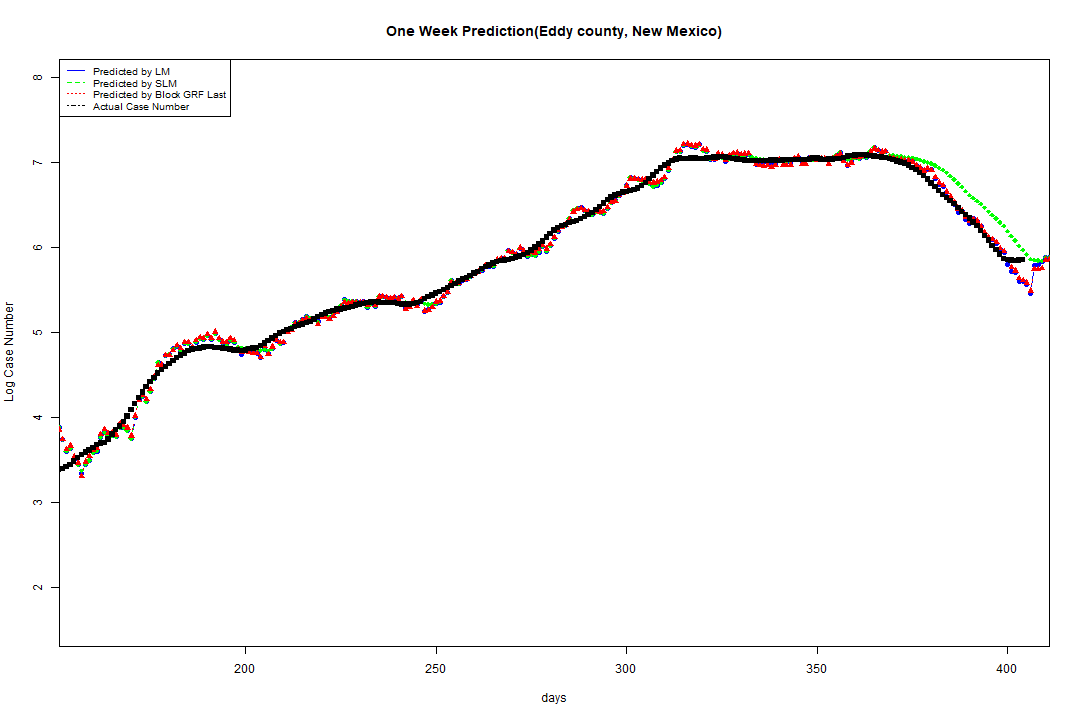 One Week Prediction(Eddy county, New Mexico)
Predicted by LM
Predicted by SLM
Predicted by Block GRF Last
Actual Case Number
8
7
6
5
4
3
2
Log Case Number
200 250 300 350 400
days